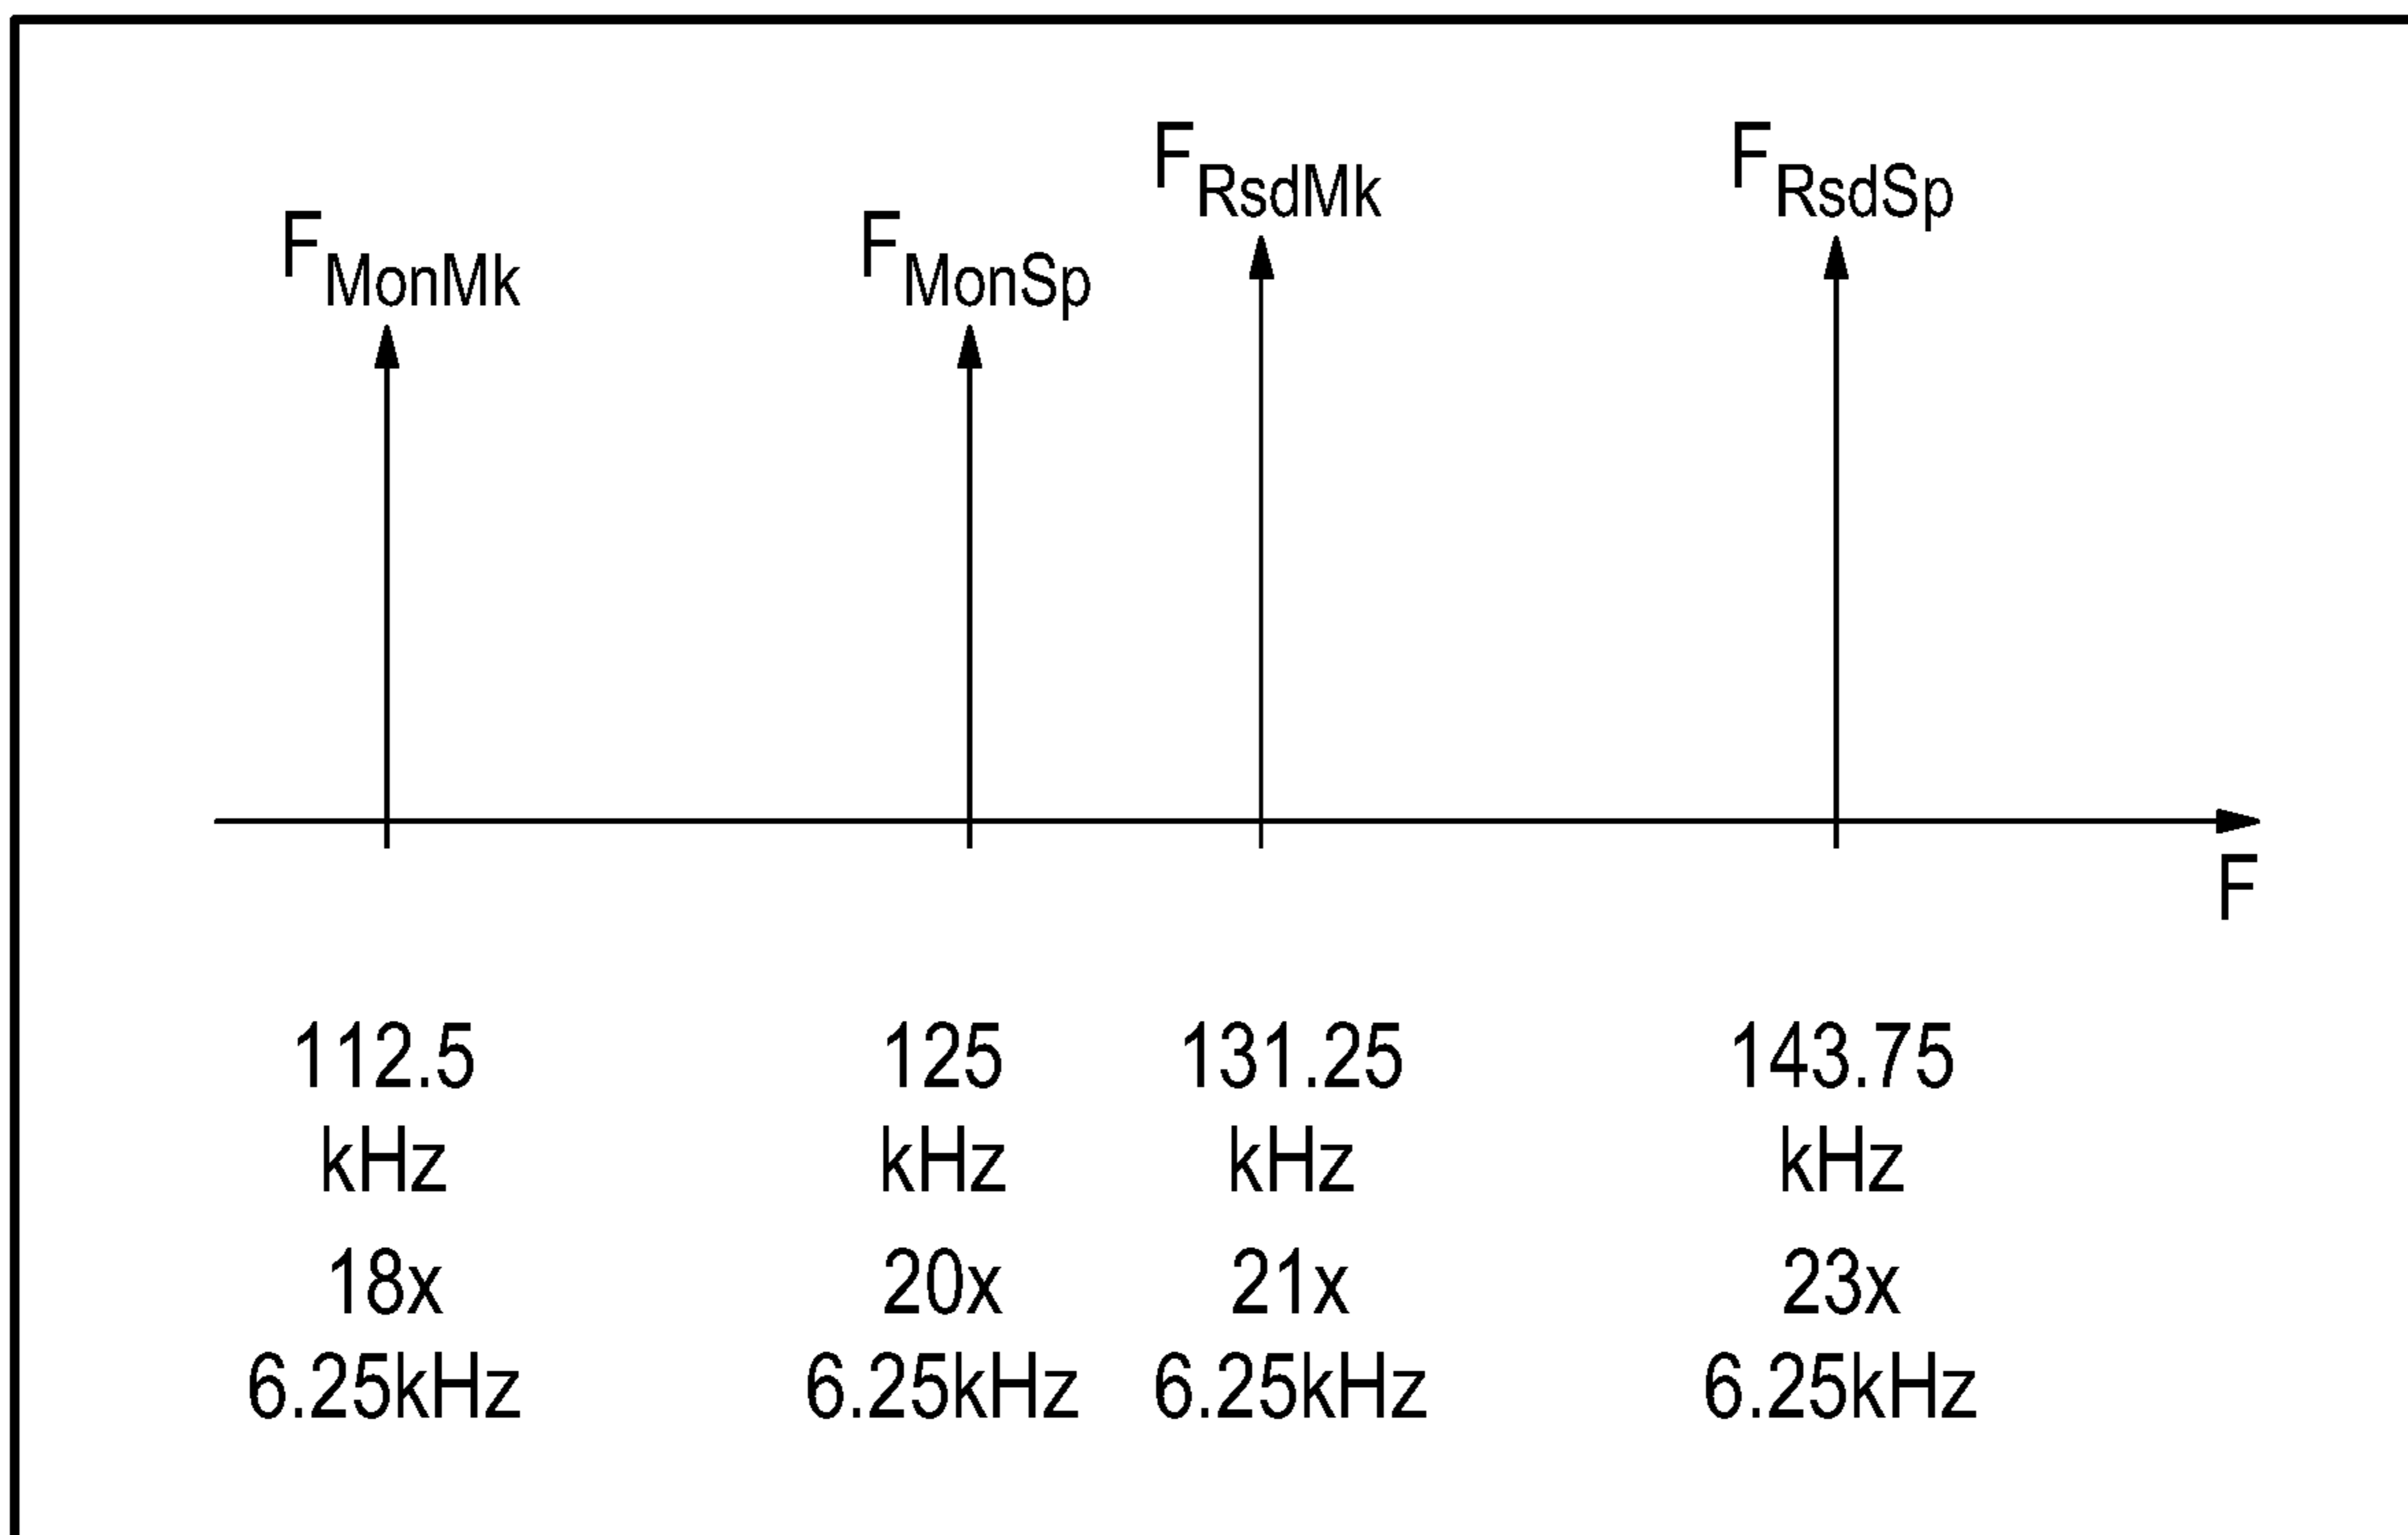 F_RsdMk F_RsdSp
F_MonMk F_MonSp
F
112.5 125 131.25 143.75
kHz kHz kHz kHz
18x 20x 21x 23x
6.25kHz 6.25kHz 6.25kHz 6.25kHz